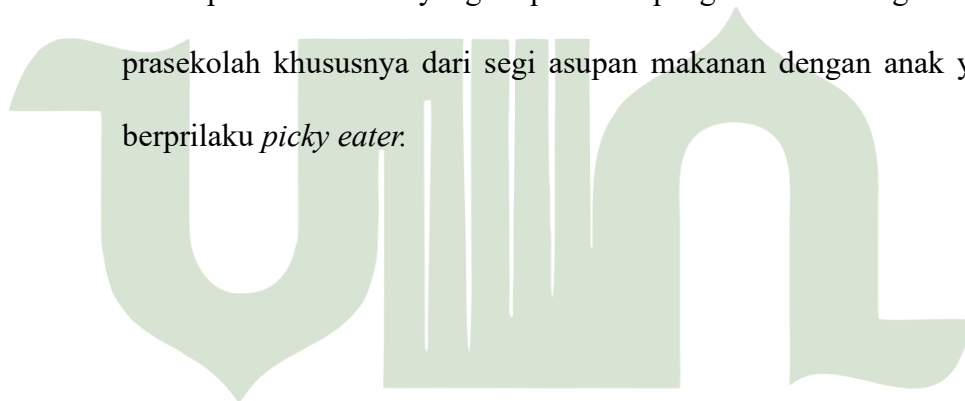 prasekolah khususnya dari segi asupan makanan dengan anak y
berprilaku picky eater.